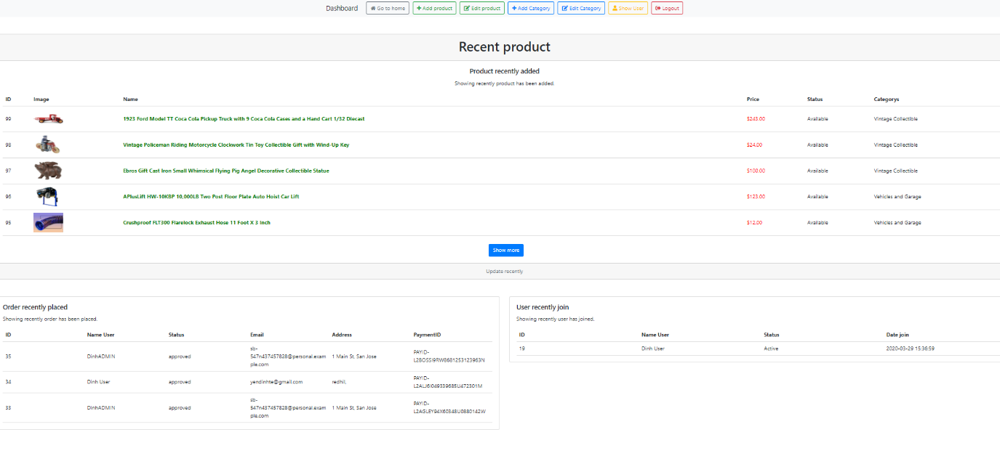 Dashboard Go to home Add product Edit product Add Category Edit Category Show User Logout
Recent product
Product recently added
Showing recently product has been added.
ID Image Name Price Status Categorys
99 1923 Ford Model TT Coca Cola Pickup Truck with 9 Coca Cola Cases and a Hand Cart 1/32 Diecast $243.00 Available Vintage Collectible
98 Vintage Policeman Riding Motorcycle Clockwork Tin Toy Collectible Gift with Wind-Up Key $24.00 Available Vintage Collectible
97 Ebros Gift Cast Iron Small Whimsical Flying Pig Angel Decorative Collectible Statue $100.00 Available Vintage Collectible
96 APlusLift HW-10KBP 10,000LB Two Post Floor Plate Auto Hoist Car Lift $123.00 Available Vehicles and Garage
95 Crushproof FLT300 Flarelock Exhaust Hose 11 Foot X 3 Inch $12.00 Available Vehicles and Garage
Show more
Update recently
Order recently placed
Showing recently order has been placed.
ID Name User Status Email Address PaymentID
35 DinhADMIN approved sb-
547n437457828@personal.exam
ple.com 1 Main St, San Jose PAYID-
L2BOSSI9RW8681253123963N
34 Dinh User approved yendinhte@gmail.com redhil, PAYID-
L2ALJ6I049339685U472301M
33 DinhADMIN approved sb-
547n437457828@personal.exam
ple.com 1 Main St, San Jose PAYID-
L2AGLEY94X60348U0880142W
User recently join
Showing recently user has joined.
ID Name User Status Date join
19 Dinh User Active 2020-03-29 15:36:59